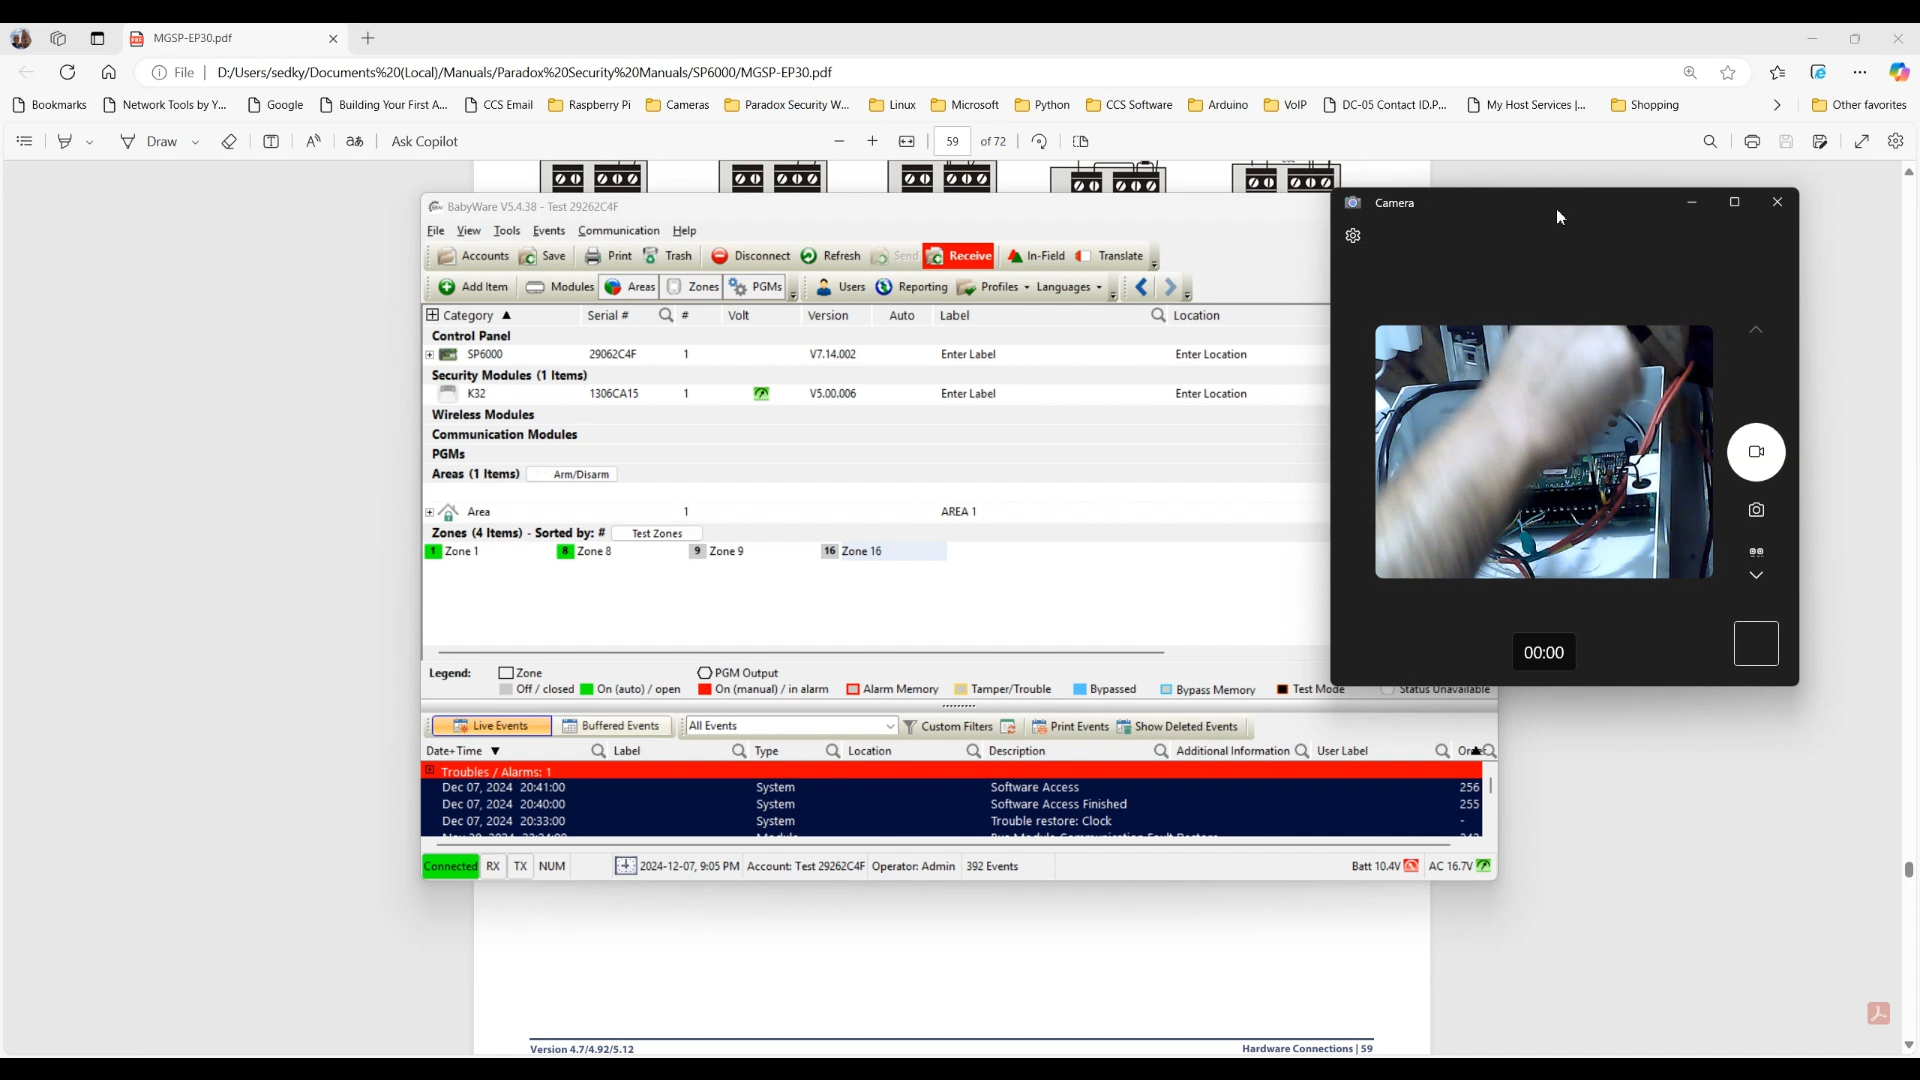 MGSP-EP30.pdf
File | D:/Users/sedky/Documents%20(Local)/Manuals/Paradox%20Security%20Manuals/SP6000/MGSP-EP30.pdf
Bookmarks Network Tools by Y... Google Building Your First A... CCS Email Raspberry Pi Cameras Paradox Security W... Linux Microsoft Python CCS Software Arduino VoIP DC-05 Contact ID.P... My Host Services |... Shopping Other favorites
Draw aあ Ask Copilot 59 of 72
BabyWare V5.4.38 - Test 29262C4F
Camera
File View Tools Events Communication Help
Accounts Save Print Trash Disconnect Refresh Send Receive In-Field Translate
Add Item Modules Areas Zones PGMs Users Reporting Profiles Languages
Category Serial # # Volt Version Auto Label Location
Control Panel
SP6000 29062C4F 1 V7.14.002 Enter Label Enter Location
Security Modules (1 Items)
K32 1306CA15 1 V5.00.006 Enter Label Enter Location
Wireless Modules
Communication Modules
PGMs
Areas (1 Items) Arm/Disarm
Area 1 AREA 1
Zones (4 Items) - Sorted by: # Test Zones
1 Zone 1 8 Zone 8 9 Zone 9 16 Zone 16
00:00
Legend: Zone PGM Output
Off / closed On (auto) / open On (manual) / in alarm Alarm Memory Tamper/Trouble Bypassed Bypass Memory Test Mode Status Unavailable
Live Events Buffered Events All Events Custom Filters Print Events Show Deleted Events
Date+Time Label Type Location Description Additional Information User Label
Troubles / Alarms: 1
Dec 07, 2024 20:41:00 System Software Access 256
Dec 07, 2024 20:40:00 System Software Access Finished 255
Dec 07, 2024 20:33:00 System Trouble restore: Clock -
Connected RX TX NUM 2024-12-07, 9:05 PM Account: Test 29262C4F Operator: Admin 392 Events Batt 10.4V AC 16.7V
Version 4.7/4.92/5.12 Hardware Connections | 59